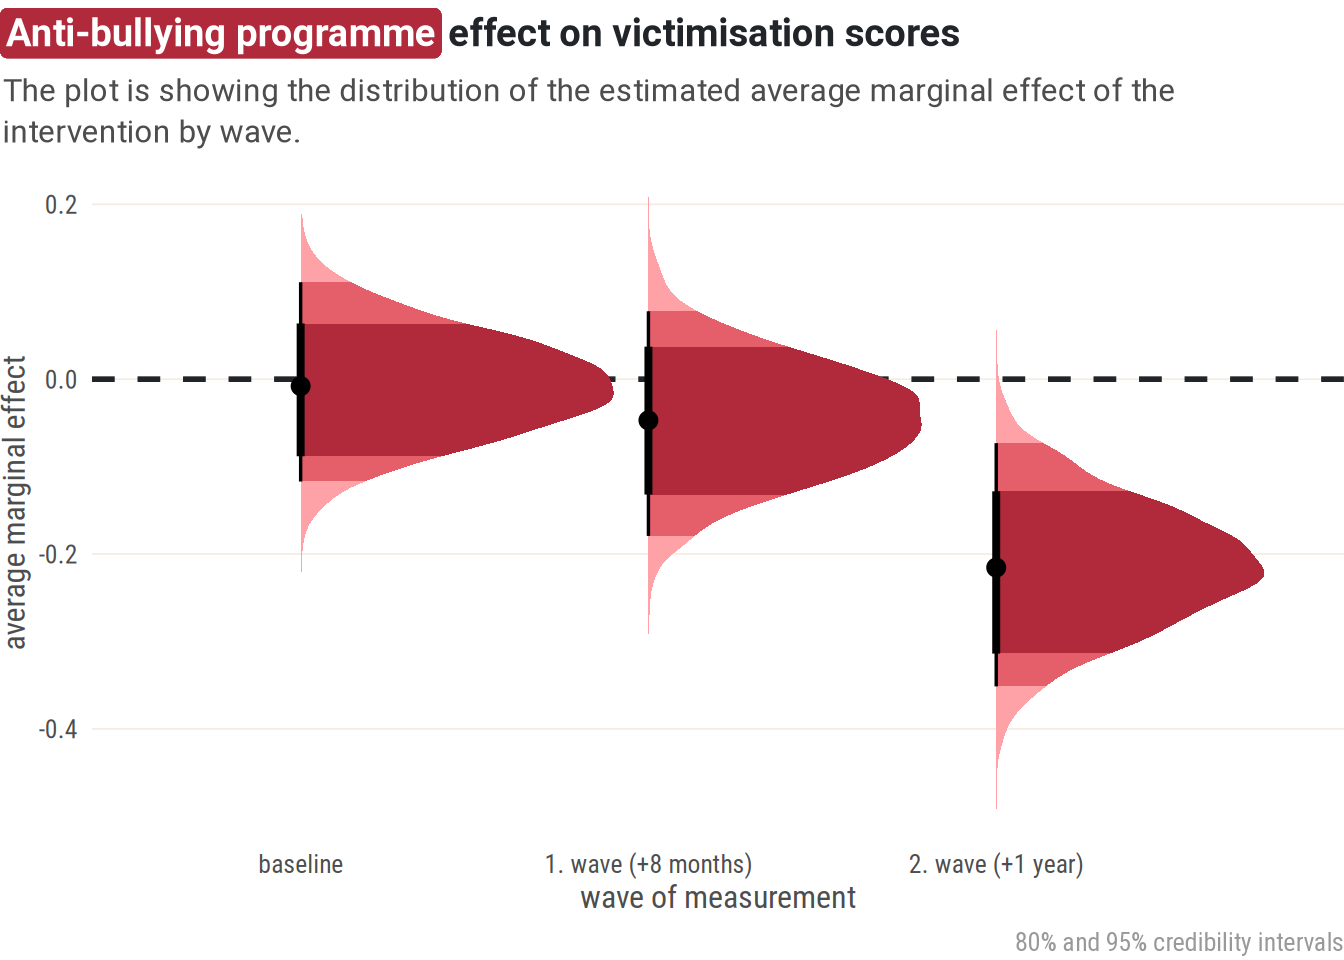 Anti-bullying programme effect on victimisation scores
The plot is showing the distribution of the estimated average marginal effect of the
intervention by wave.
0.2
0.0
-0.2
-0.4
average marginal effect
baseline
1. wave (+8 months)
2. wave (+1 year)
wave of measurement
80% and 95% credibility intervals